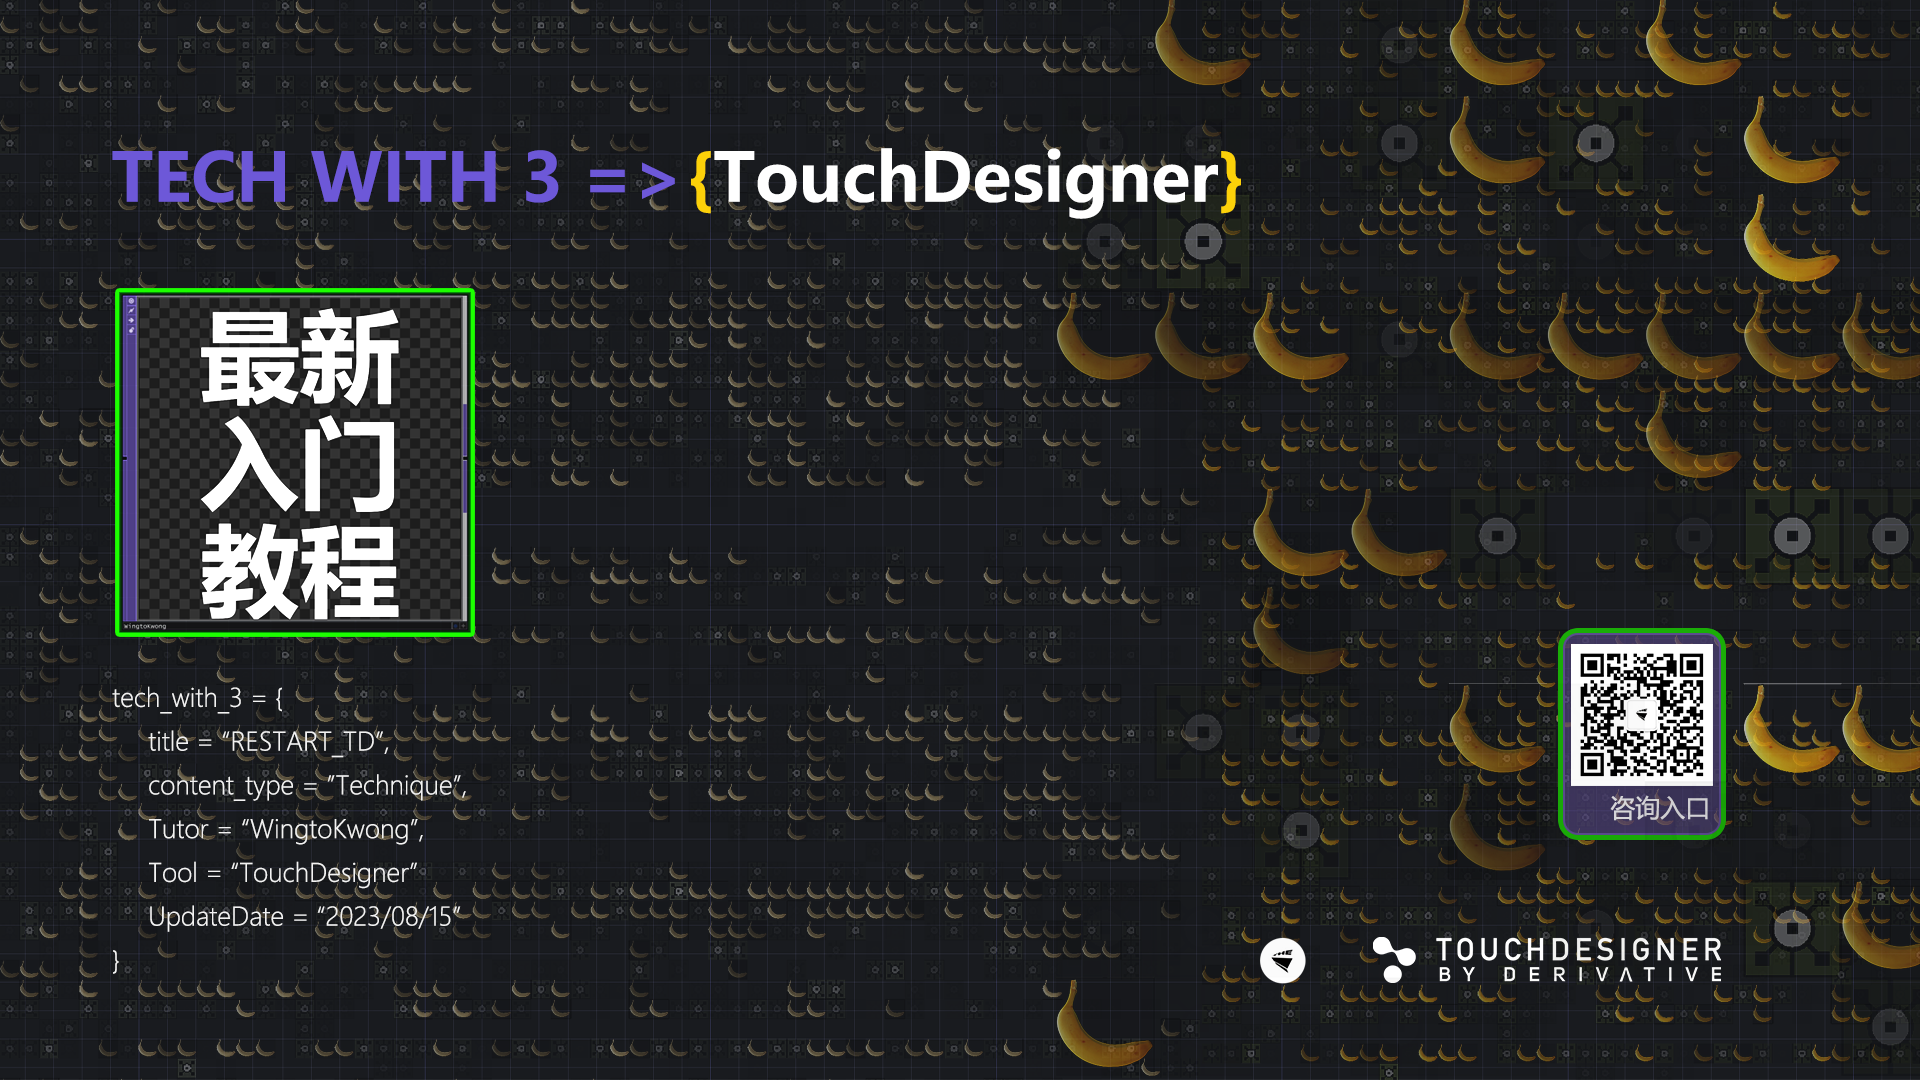 TECH WITH 3 => {TouchDesigner}
最新
入门
教程
WingtoKwong
tech_with_3 = {
title = “RESTART_TD”,
content_type = ”Technique”,
Tutor = “WingtoKwong”,
Tool = “TouchDesigner”
UpdateDate = “2023/08/15”
}
咨询入口
TOUCHDESIGNER
BY DERIVATIVE